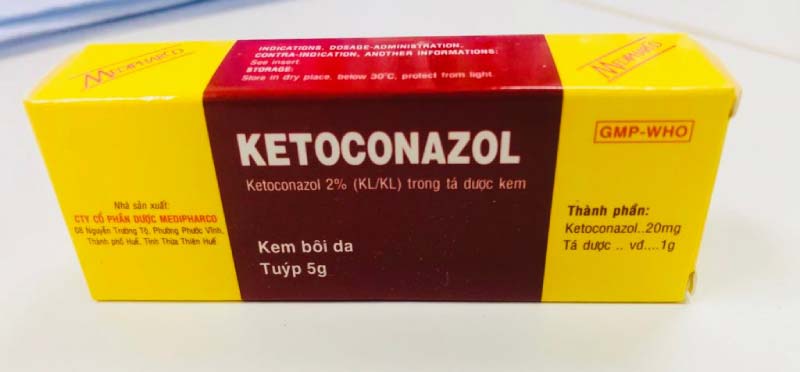 MEDIPHARCO
INDICATIONS, DOSAGE-ADMINISTRATION,
CONTRA-INDICATION, ANOTHER INFORMATIONS:
See insert.
STORAGE:
Store in dry place, below 30°C, protect from light.
MEDIPHARCO
GMP-WHO
KETOCONAZOL
Ketoconazol 2% (KL/KL) trong tá dược kem
Kem bôi da
Tuýp 5g
Nhà sản xuất:
CTY CỔ PHẦN DƯỢC MEDIPHARCO
08 Nguyễn Trường Tộ, Phường Phước Vĩnh,
Thành phố Huế, Tỉnh Thừa Thiên Huế
Thành phần:
Ketoconazol..20mg
Tá dược .. vđ....1g